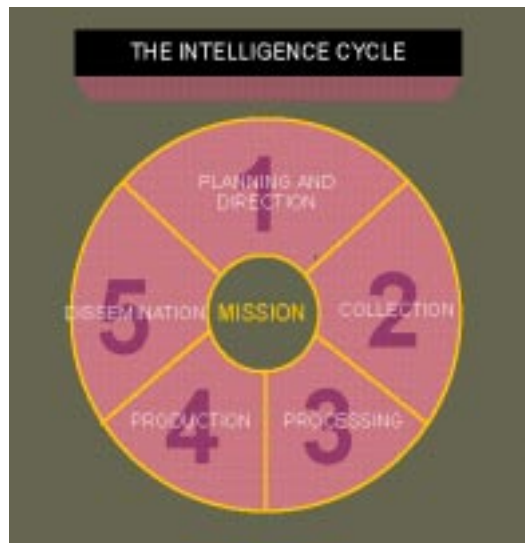 THE INTELLIGENCE CYCLE
1
PLANNING AND
DIRECTION
2
COLLECTION
3
PROCESSING
4
PRODUCTION
5
DISSEMINATION
MISSION